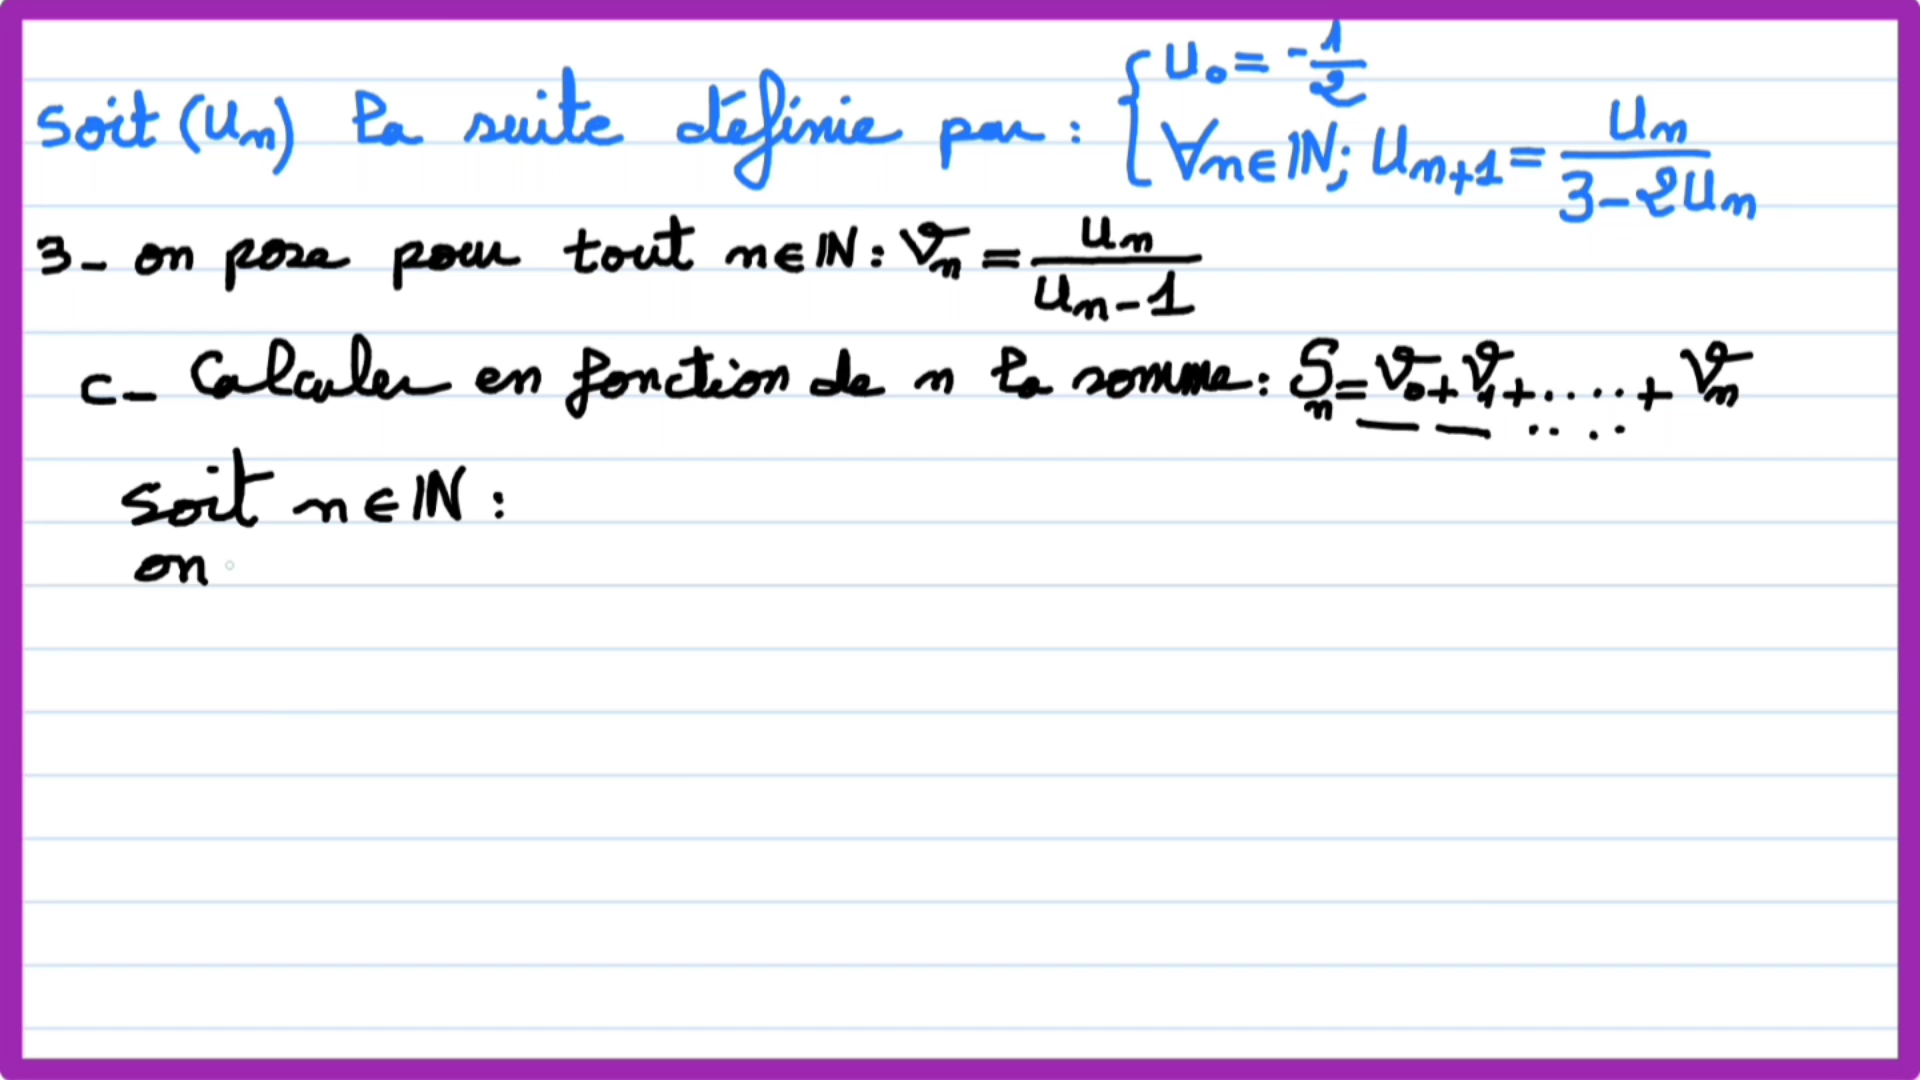 Soit (Un) la suite définie par : { U₀ = -1/2
∀n∈ℕ; Un+1 = Un/(3-2Un)
3- on pose pour tout n∈ℕ: Vn = Un/(Un-1)
c- Calculer en fonction de n la somme: Sn = V₀+V₁+.....+Vn
Soit n∈ℕ:
on